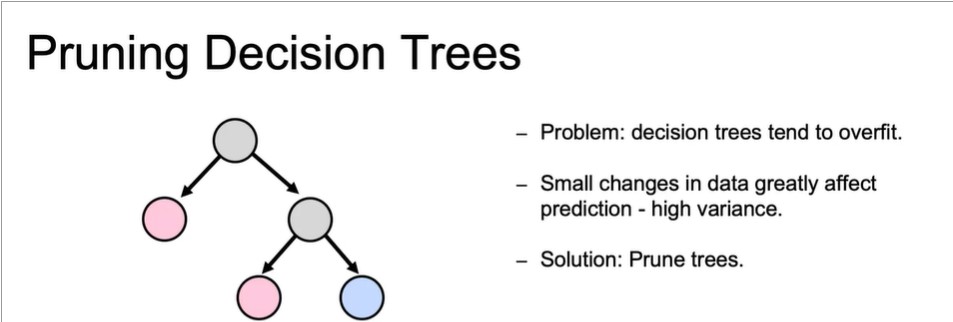 Pruning Decision Trees
– Problem: decision trees tend to overfit.
– Small changes in data greatly affect
prediction - high variance.
– Solution: Prune trees.